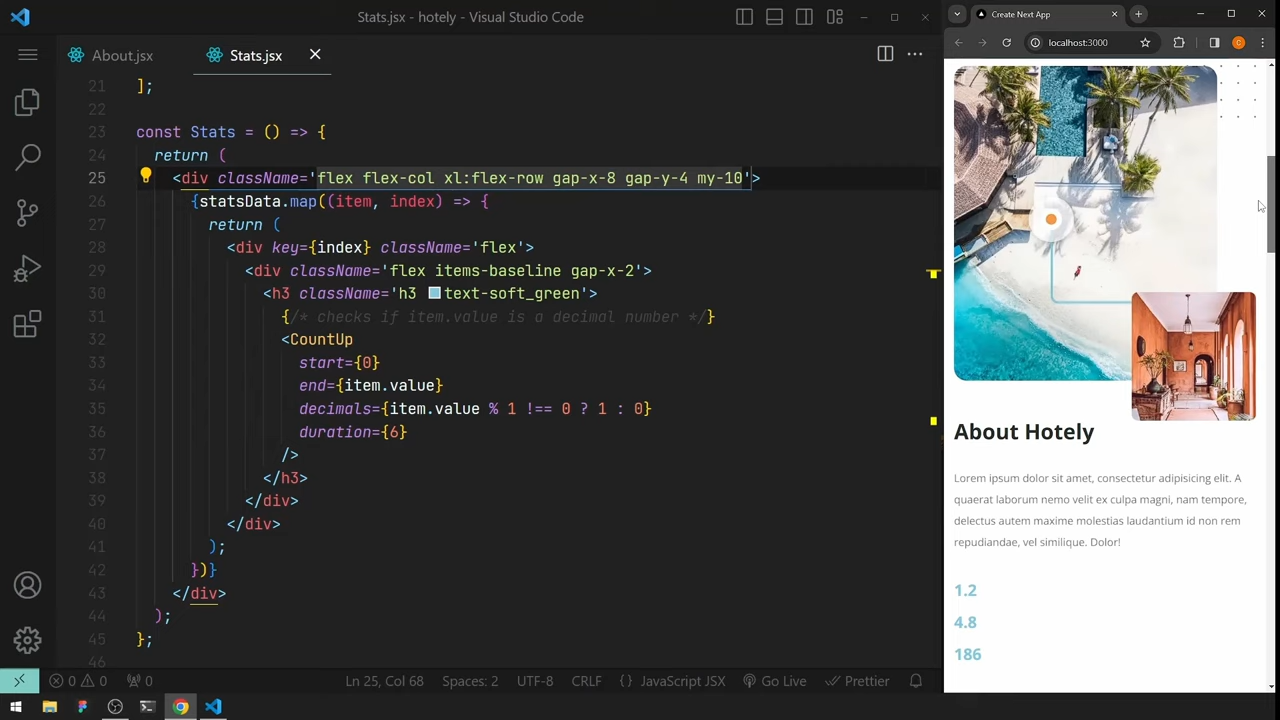 Stats.jsx - hotely - Visual Studio Code
About.jsx
Stats.jsx
21 ];
22
23 const Stats = () => {
24 return (
25 <div className='flex flex-col xl:flex-row gap-x-8 gap-y-4 my-10'>
26 {statsData.map((item, index) => {
27 return (
28 <div key={index} className='flex'>
29 <div className='flex items-baseline gap-x-2'>
30 <h3 className='h3 text-soft_green'>
31 {/* checks if item.value is a decimal number */}
32 <CountUp
33 start={0}
34 end={item.value}
35 decimals={item.value % 1 !== 0 ? 1 : 0}
36 duration={6}
37 />
38 </h3>
39 </div>
40 </div>
41 );
42 })}
43 </div>
44 );
45 };
46
0 0 0 Ln 25, Col 68 Spaces: 2 UTF-8 CRLF {} JavaScript JSX Go Live Prettier
Create Next App
localhost:3000
C
About Hotely
Lorem ipsum dolor sit amet, consectetur adipisicing elit. A
quaerat laborum nemo velit ex culpa magni, nam tempore,
delectus autem maxime molestias laudantium id non rem
repudiandae, vel similique. Dolor!
1.2
4.8
186